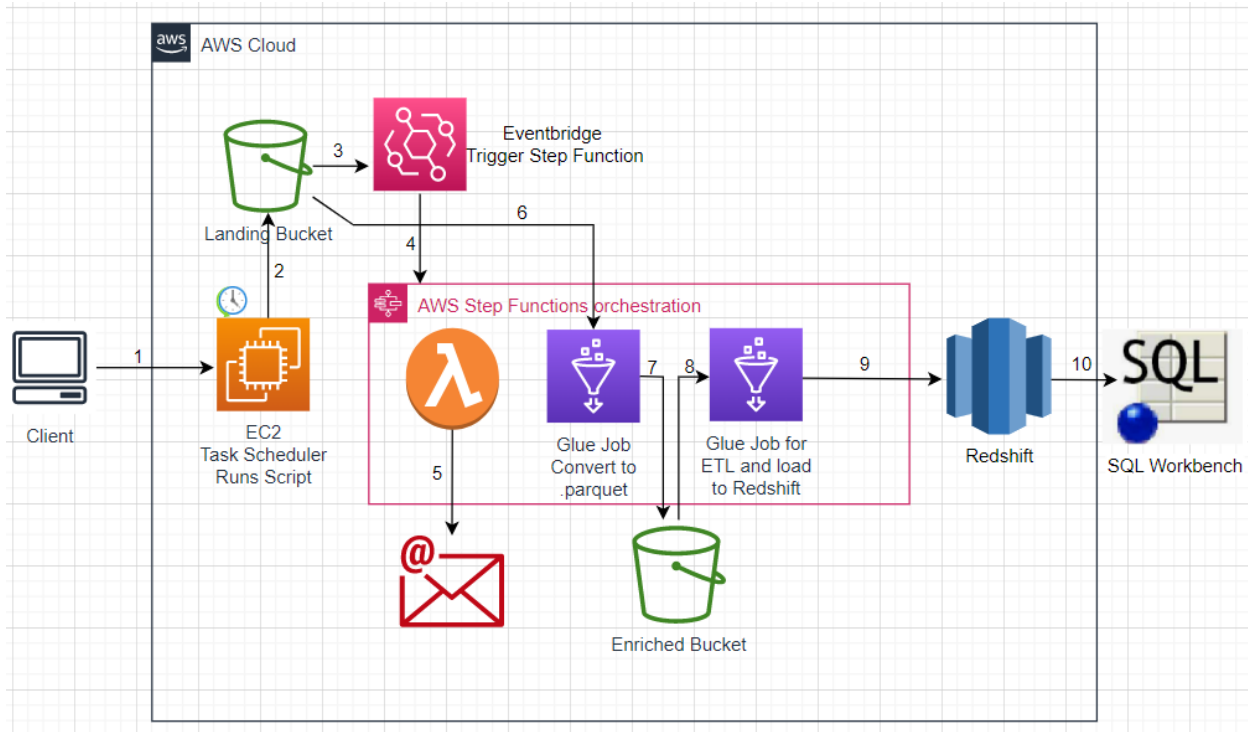 aws
AWS Cloud
3
Eventbridge
Trigger Step Function
6
Landing Bucket
4
2
AWS Step Functions orchestration
1
Client
EC2
Task Scheduler
Runs Script
5
Glue Job
Convert to
.parquet
7
8
Glue Job for
ETL and load
to Redshift
9
Redshift
10
SQL
SQL Workbench
@
Enriched Bucket